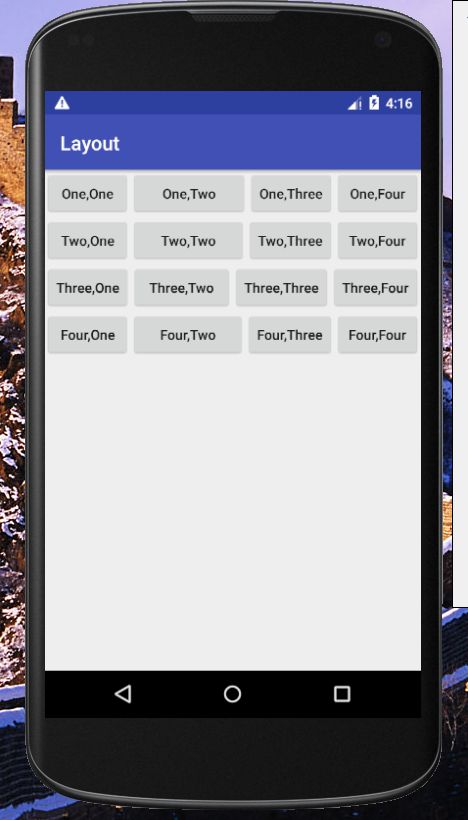 4:16
Layout
One,One One,Two One,Three One,Four
Two,One Two,Two Two,Three Two,Four
Three,One Three,Two Three,Three Three,Four
Four,One Four,Two Four,Three Four,Four